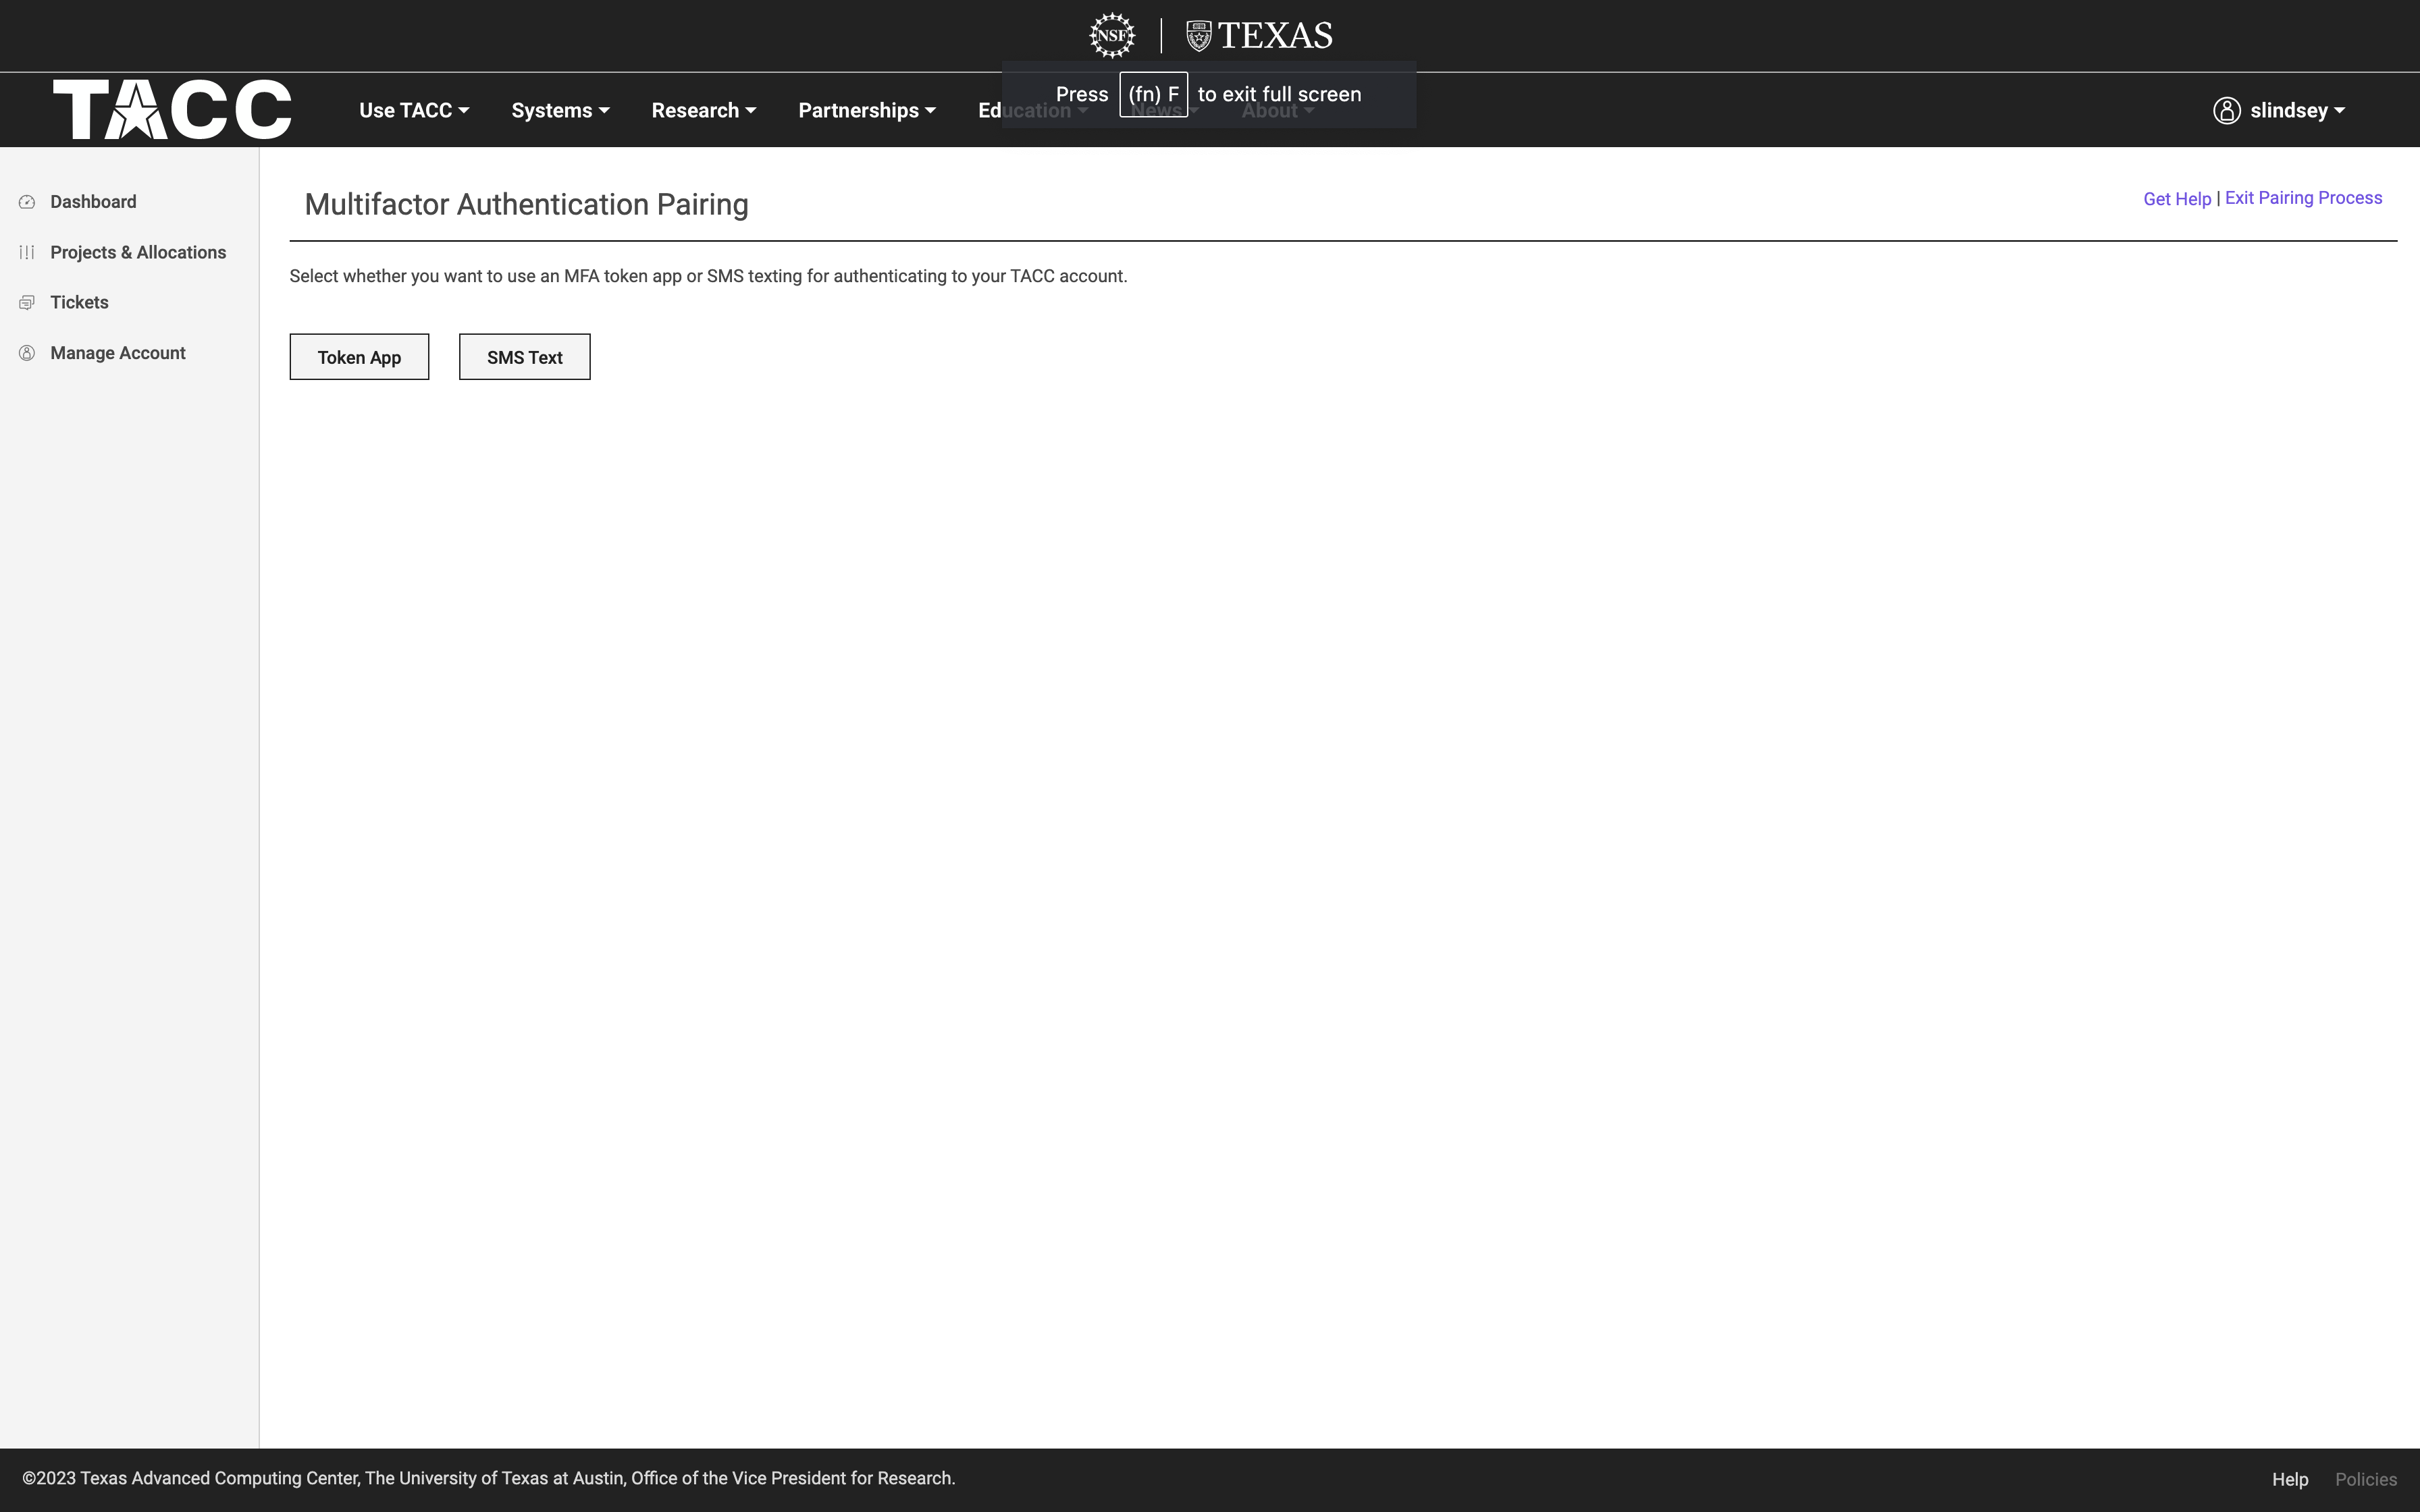 NSF
TEXAS
Press (fn) F to exit full screen
TACC
Use TACC
Systems
Research
Partnerships
Education
News
About
slindsey
Dashboard
Projects & Allocations
Tickets
Manage Account
Multifactor Authentication Pairing
Get Help | Exit Pairing Process
Select whether you want to use an MFA token app or SMS texting for authenticating to your TACC account.
Token App
SMS Text
©2023 Texas Advanced Computing Center, The University of Texas at Austin, Office of the Vice President for Research.
Help
Policies